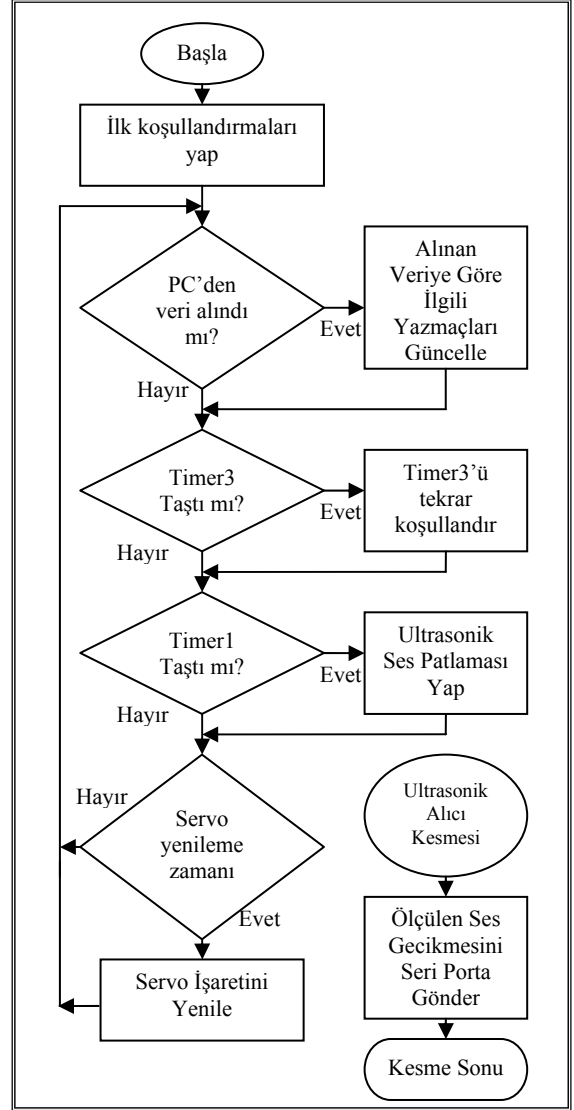 Başla
İlk koşullandırmaları
yap
PC’den
veri alındı
mı?
Evet
Alınan
Veriye Göre
İlgili
Yazmaçları
Güncelle
Hayır
Timer3
Taştı mı?
Evet
Timer3’ü
tekrar
koşullandır
Hayır
Timer1
Taştı mı?
Evet
Ultrasonik
Ses Patlaması
Yap
Hayır
Hayır
Servo
yenileme
zamanı
Evet
Servo İşaretini
Yenile
Ultrasonik
Alıcı
Kesmesi
Ölçülen Ses
Gecikmesini
Seri Porta
Gönder
Kesme Sonu